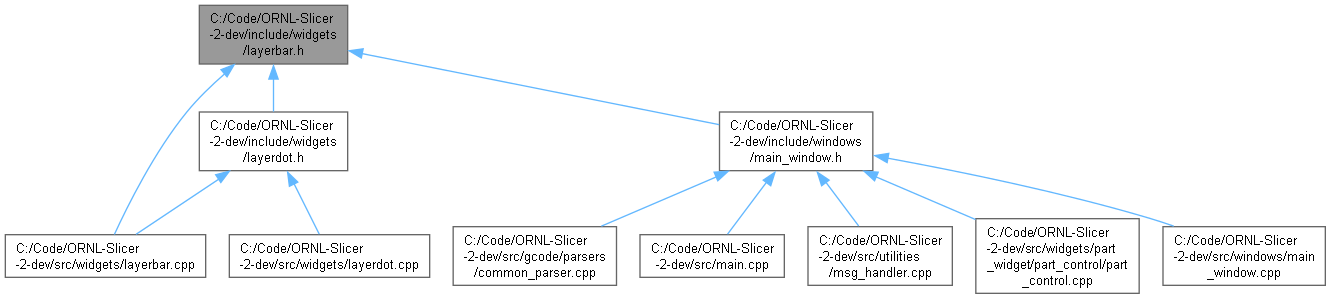 C:/Code/ORNL-Slicer
-2-dev/include/widgets
/layerbar.h
C:/Code/ORNL-Slicer
-2-dev/include/widgets
/layerdot.h
C:/Code/ORNL-Slicer
-2-dev/include/windows
/main_window.h
C:/Code/ORNL-Slicer
-2-dev/src/widgets/layerbar.cpp
C:/Code/ORNL-Slicer
-2-dev/src/widgets/layerdot.cpp
C:/Code/ORNL-Slicer
-2-dev/src/gcode/parsers
/common_parser.cpp
C:/Code/ORNL-Slicer
-2-dev/src/main.cpp
C:/Code/ORNL-Slicer
-2-dev/src/utilities
/msg_handler.cpp
C:/Code/ORNL-Slicer
-2-dev/src/widgets/part
_widget/part_control/part
_control.cpp
C:/Code/ORNL-Slicer
-2-dev/src/windows/main
_window.cpp